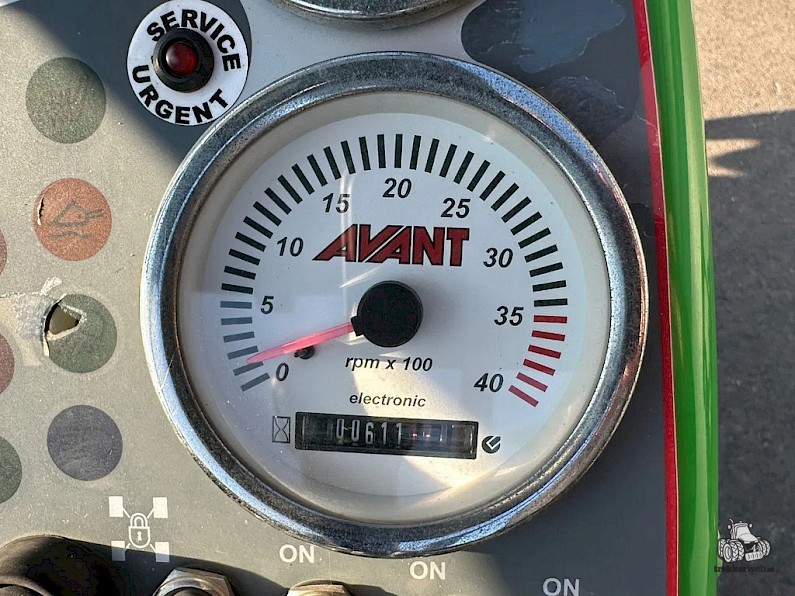 SERVICE
URGENT
0
5
10
15
20
25
30
35
40
AVANT
rpm x 100
electronic
00611
ON
ON
ON